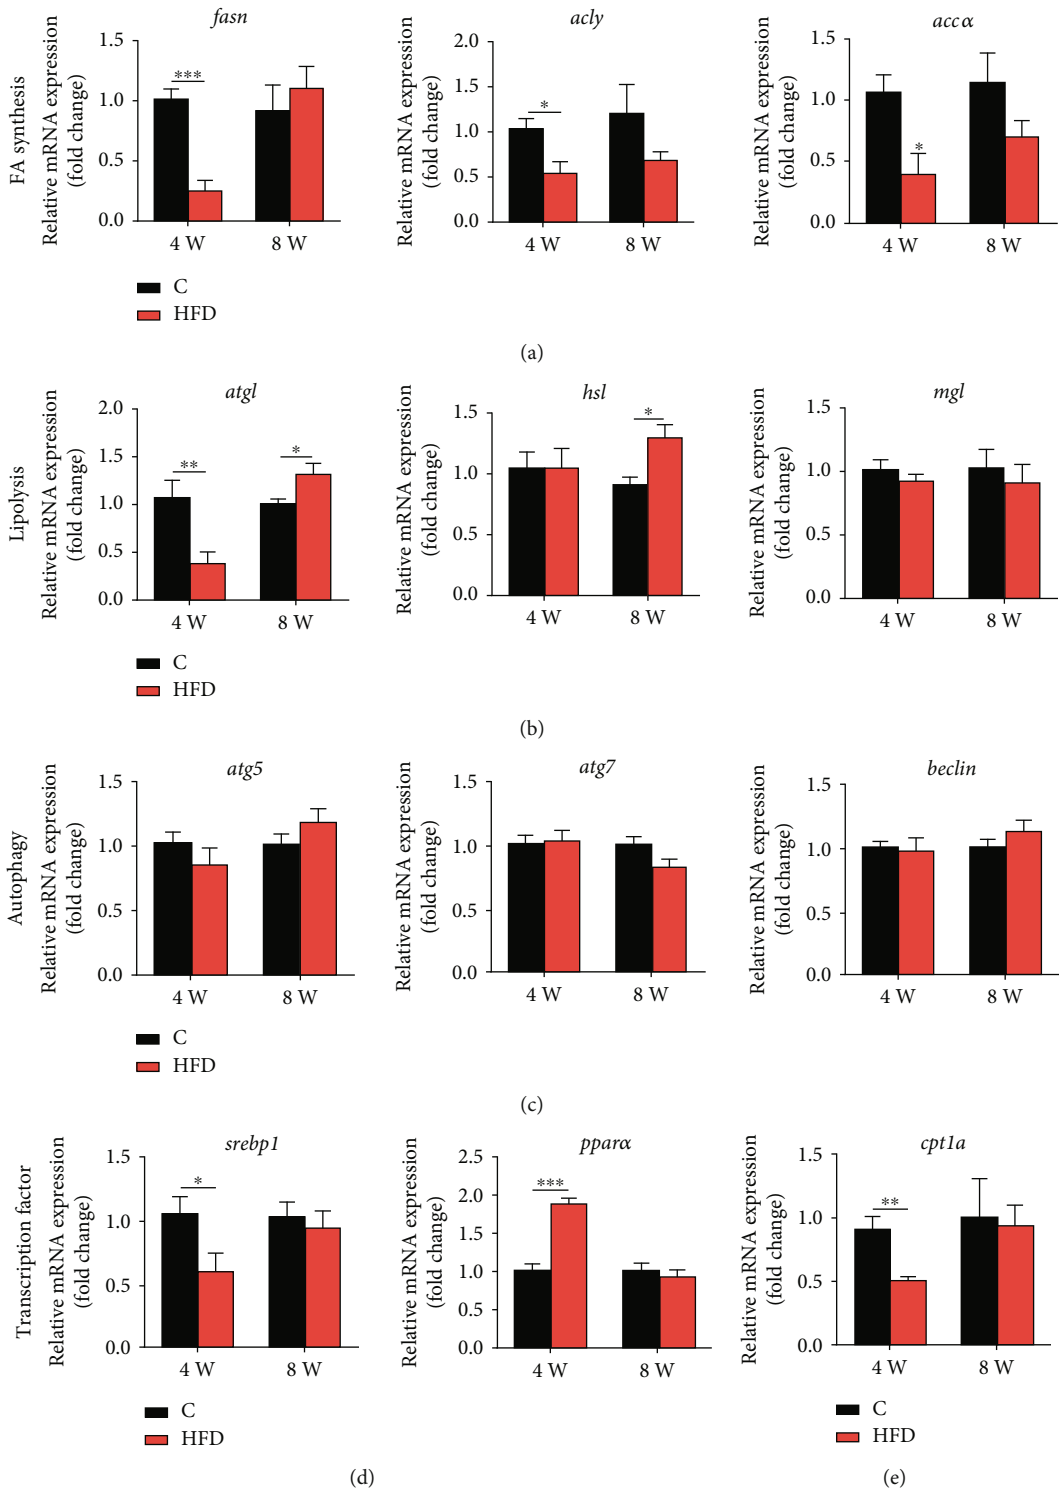 fasn
acly
accα
FA synthesis
Relative mRNA expression
(fold change)
1.5
1.0
0.5
0.0
***
4 W
8 W
Relative mRNA expression
(fold change)
2.0
1.5
1.0
0.5
0.0
*
4 W
8 W
Relative mRNA expression
(fold change)
1.5
1.0
0.5
0.0
*
4 W
8 W
C
HFD
(a)
atgl
hsl
mgl
Lipolysis
Relative mRNA expression
(fold change)
2.0
1.5
1.0
0.5
0.0
**
*
4 W
8 W
Relative mRNA expression
(fold change)
1.5
1.0
0.5
0.0
*
4 W
8 W
Relative mRNA expression
(fold change)
1.5
1.0
0.5
0.0
4 W
8 W
C
HFD
(b)
atg5
atg7
beclin
Autophagy
Relative mRNA expression
(fold change)
1.5
1.0
0.5
0.0
4 W
8 W
Relative mRNA expression
(fold change)
1.5
1.0
0.5
0.0
4 W
8 W
Relative mRNA expression
(fold change)
1.5
1.0
0.5
0.0
4 W
8 W
C
HFD
(c)
srebp1
pparα
cpt1a
Transcription factor
Relative mRNA expression
(fold change)
1.5
1.0
0.5
0.0
*
4 W
8 W
Relative mRNA expression
(fold change)
2.5
2.0
1.5
1.0
0.5
0.0
***
4 W
8 W
Relative mRNA expression
(fold change)
1.5
1.0
0.5
0.0
**
4 W
8 W
C
HFD
C
HFD
(d)
(e)